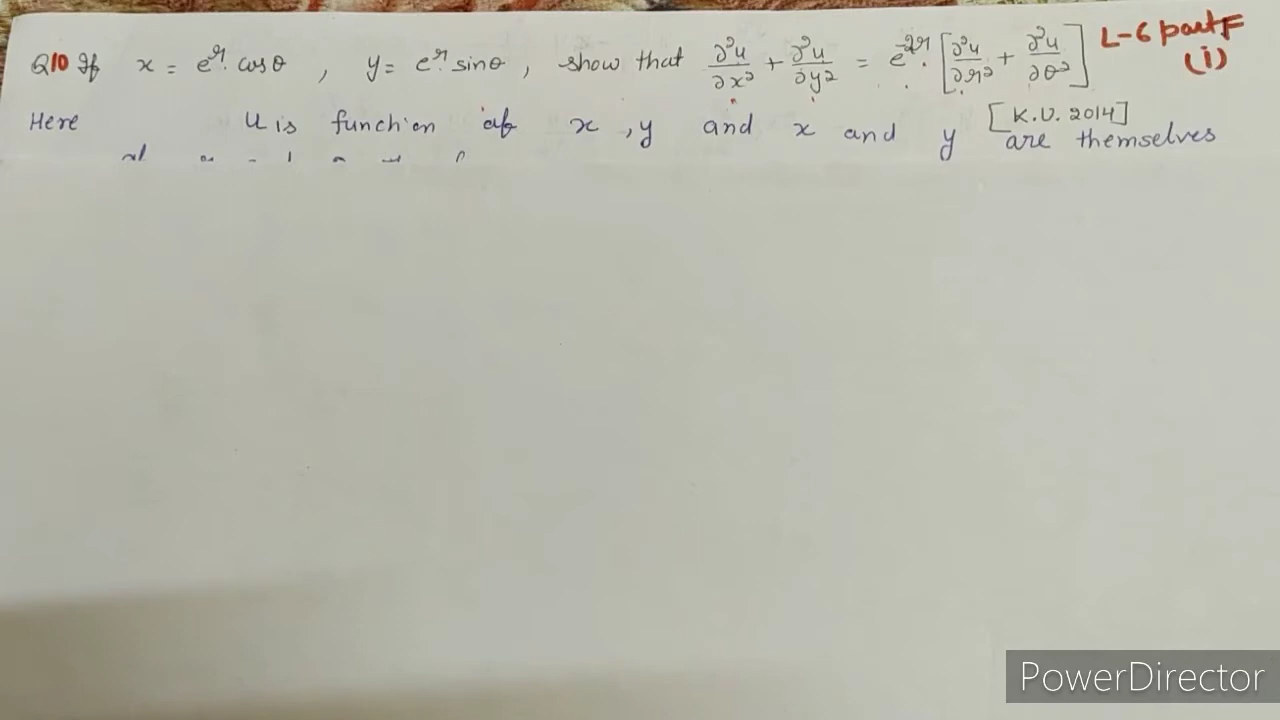 Q10 If x = e^r cosθ , y = e^r sinθ , show that ∂²u/∂x² + ∂²u/∂y² = e^-2r [∂²u/∂r² + ∂²u/∂θ²] L-6 part F (i)
[K.U. 2014]
Here u is function of x , y and x and y are themselves
PowerDirector